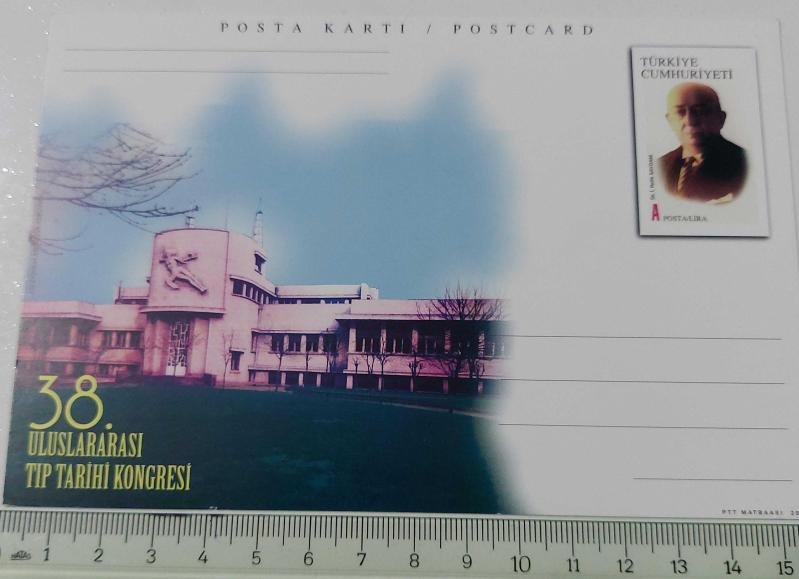 POSTA KARTI / POSTCARD
TÜRKİYE
CUMHURİYETİ
A POSTA/LİRA
38.
ULUSLARARASI
TIP TARİHİ KONGRESİ
PTT MATBAASI 20
1 2 3 4 5 6 7 8 9 10 11 12 13 14 15